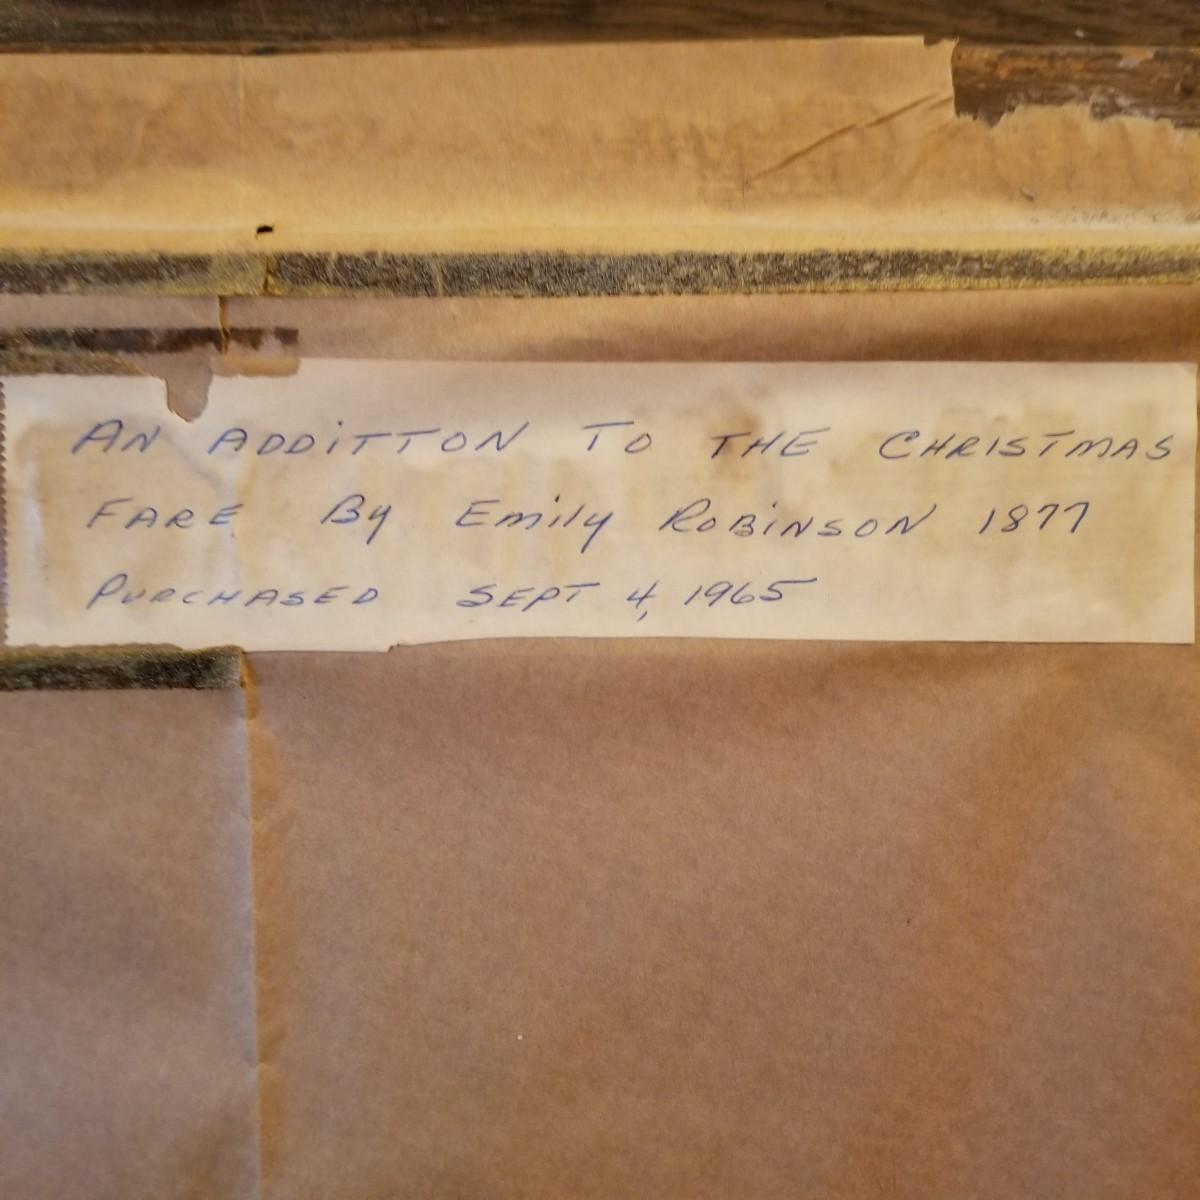 AN ADDITTON TO THE CHRISTMAS
FARE By Emily ROBINSON 1877
PURCHASED SEPT 4, 1965